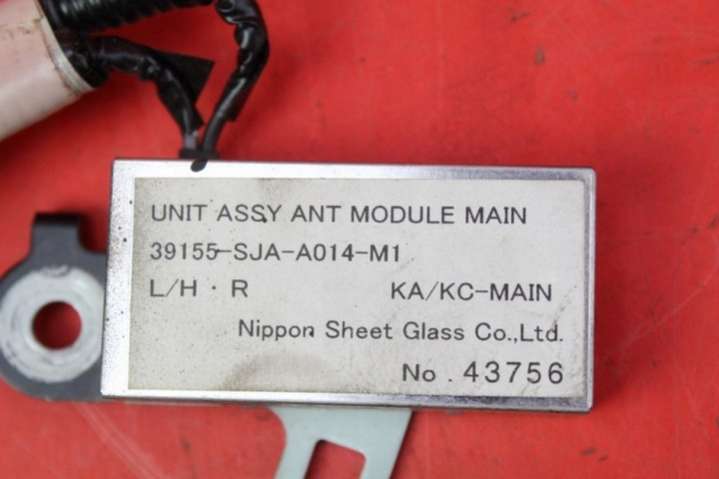 UNIT ASSY ANT MODULE MAIN
39155-SJA-A014-M1
L/H · R KA/KC-MAIN
Nippon Sheet Glass Co.,Ltd.
No . 43756